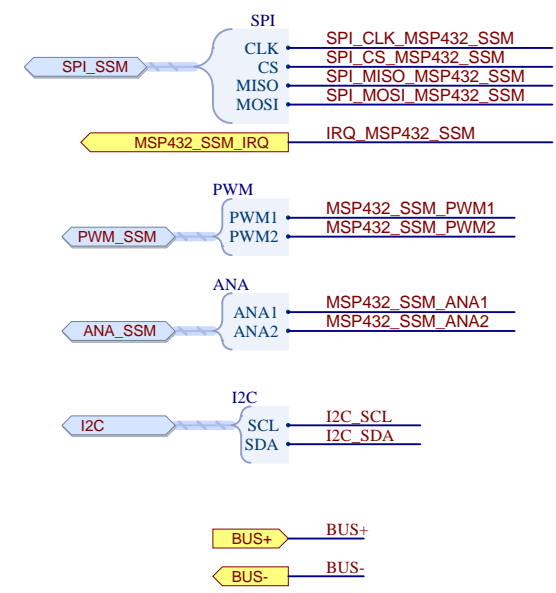 SPI
SPI_SSM
CLK SPI_CLK_MSP432_SSM
CS SPI_CS_MSP432_SSM
MISO SPI_MISO_MSP432_SSM
MOSI SPI_MOSI_MSP432_SSM
MSP432_SSM_IRQ IRQ_MSP432_SSM
PWM
PWM_SSM
PWM1 MSP432_SSM_PWM1
PWM2 MSP432_SSM_PWM2
ANA
ANA_SSM
ANA1 MSP432_SSM_ANA1
ANA2 MSP432_SSM_ANA2
I2C
I2C
SCL I2C_SCL
SDA I2C_SDA
BUS+ BUS+
BUS- BUS-